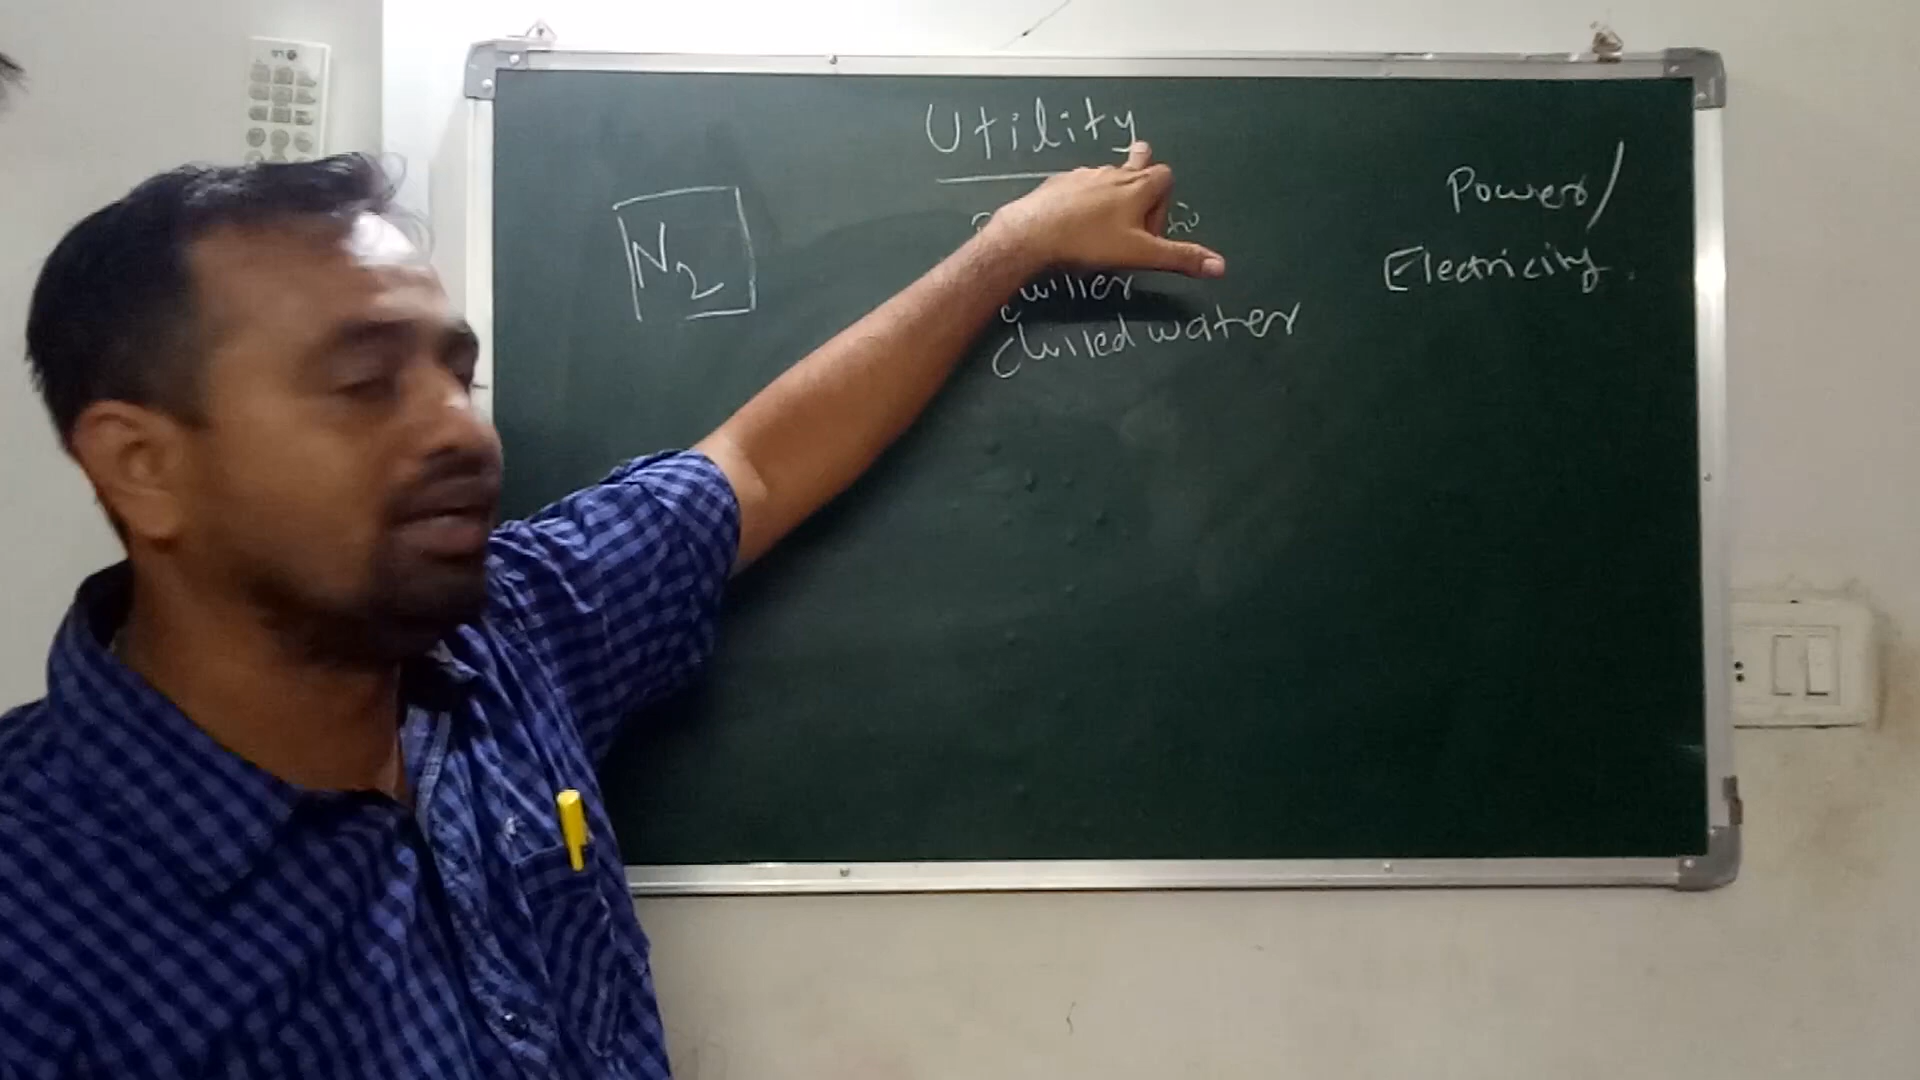 Utility
N2
Chiller
Chilled water
Power/
Electricity.